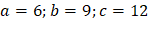 a = 6; b = 9; c = 12